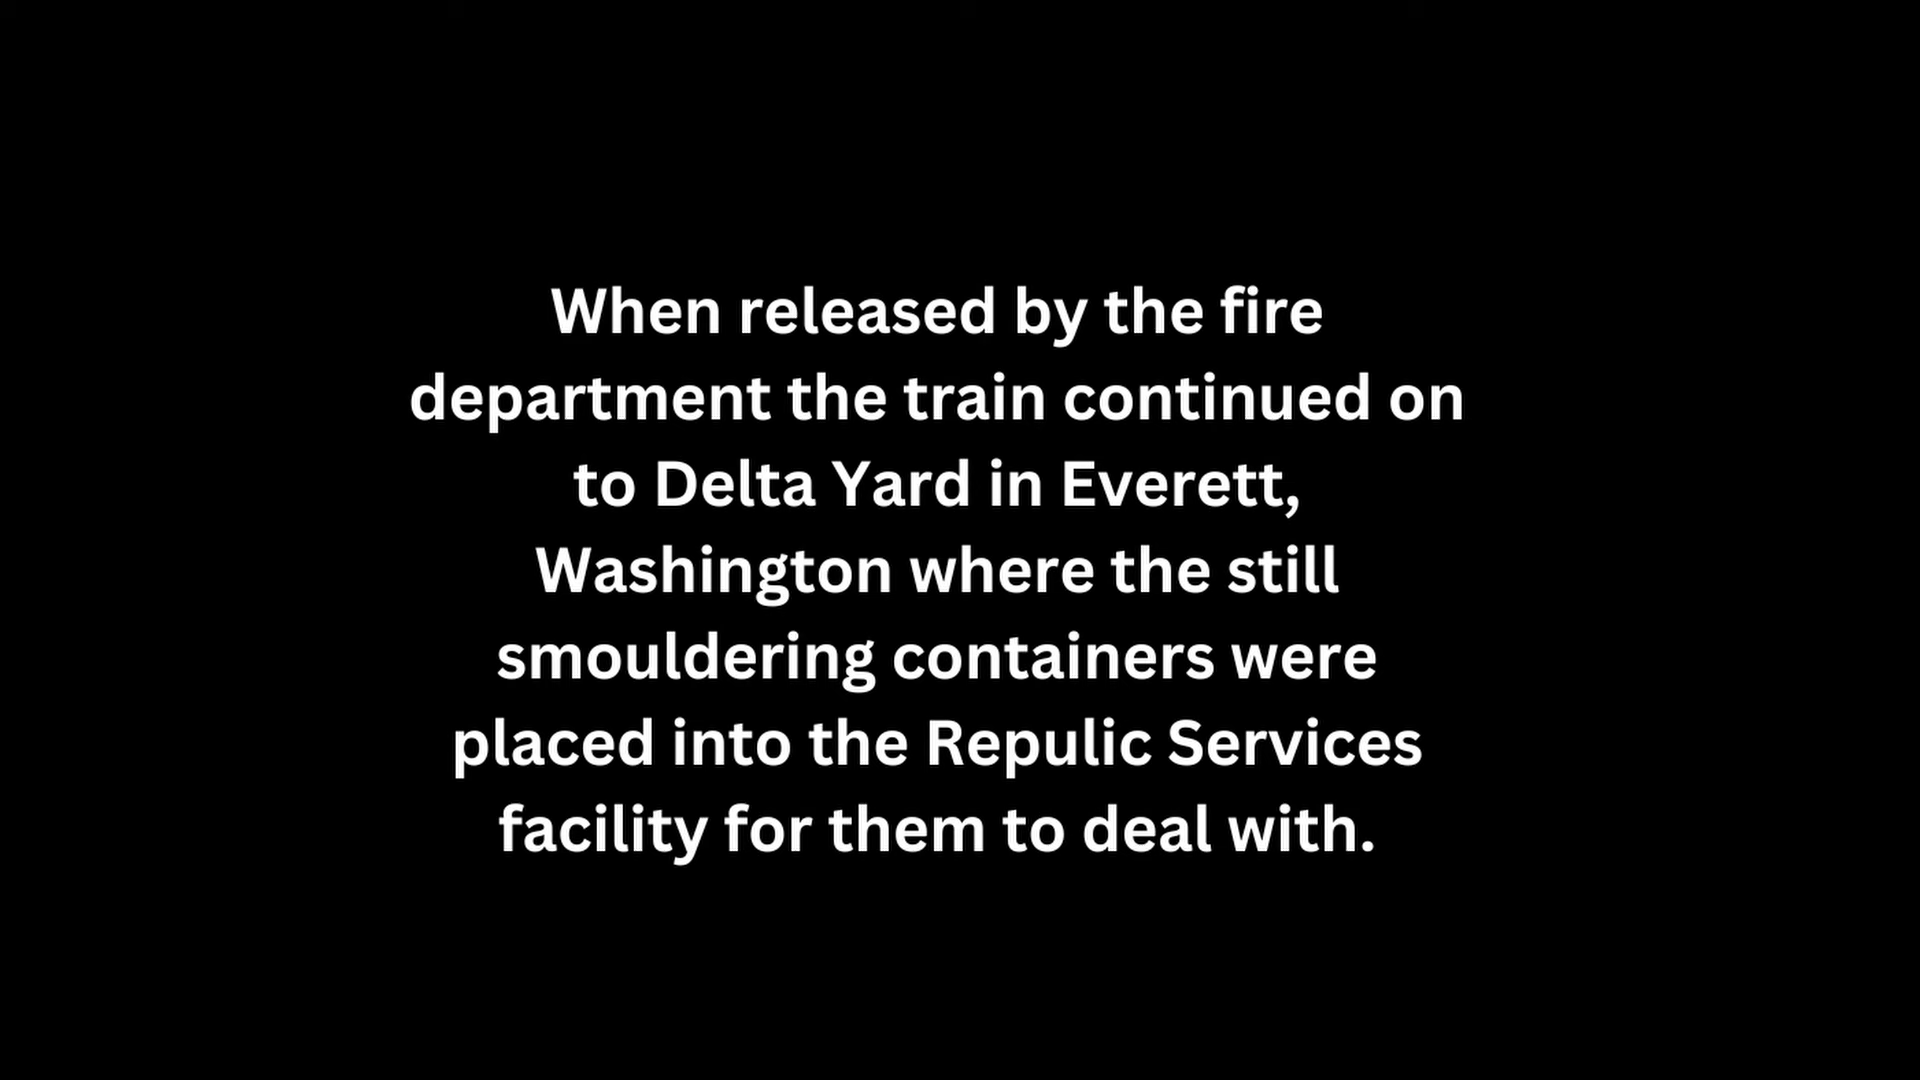 When released by the fire
department the train continued on
to Delta Yard in Everett,
Washington where the still
smouldering containers were
placed into the Repulic Services
facility for them to deal with.